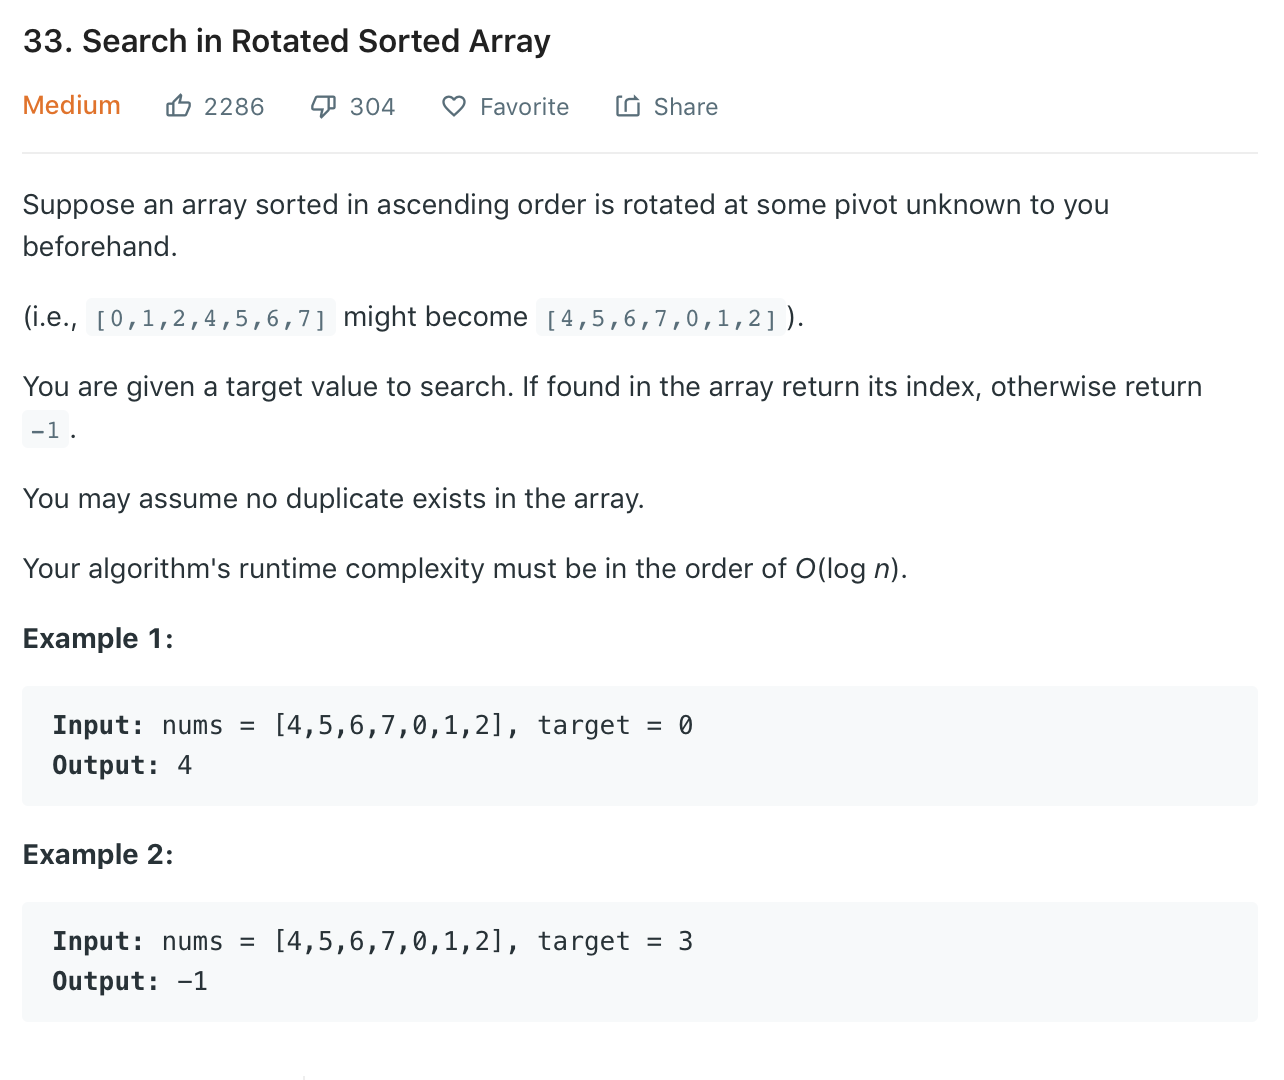 33. Search in Rotated Sorted Array
Medium 2286 304 Favorite Share
Suppose an array sorted in ascending order is rotated at some pivot unknown to you
beforehand.
(i.e., [0,1,2,4,5,6,7] might become [4,5,6,7,0,1,2]).
You are given a target value to search. If found in the array return its index, otherwise return
-1.
You may assume no duplicate exists in the array.
Your algorithm's runtime complexity must be in the order of O(log n).
Example 1:
Input: nums = [4,5,6,7,0,1,2], target = 0
Output: 4
Example 2:
Input: nums = [4,5,6,7,0,1,2], target = 3
Output: -1